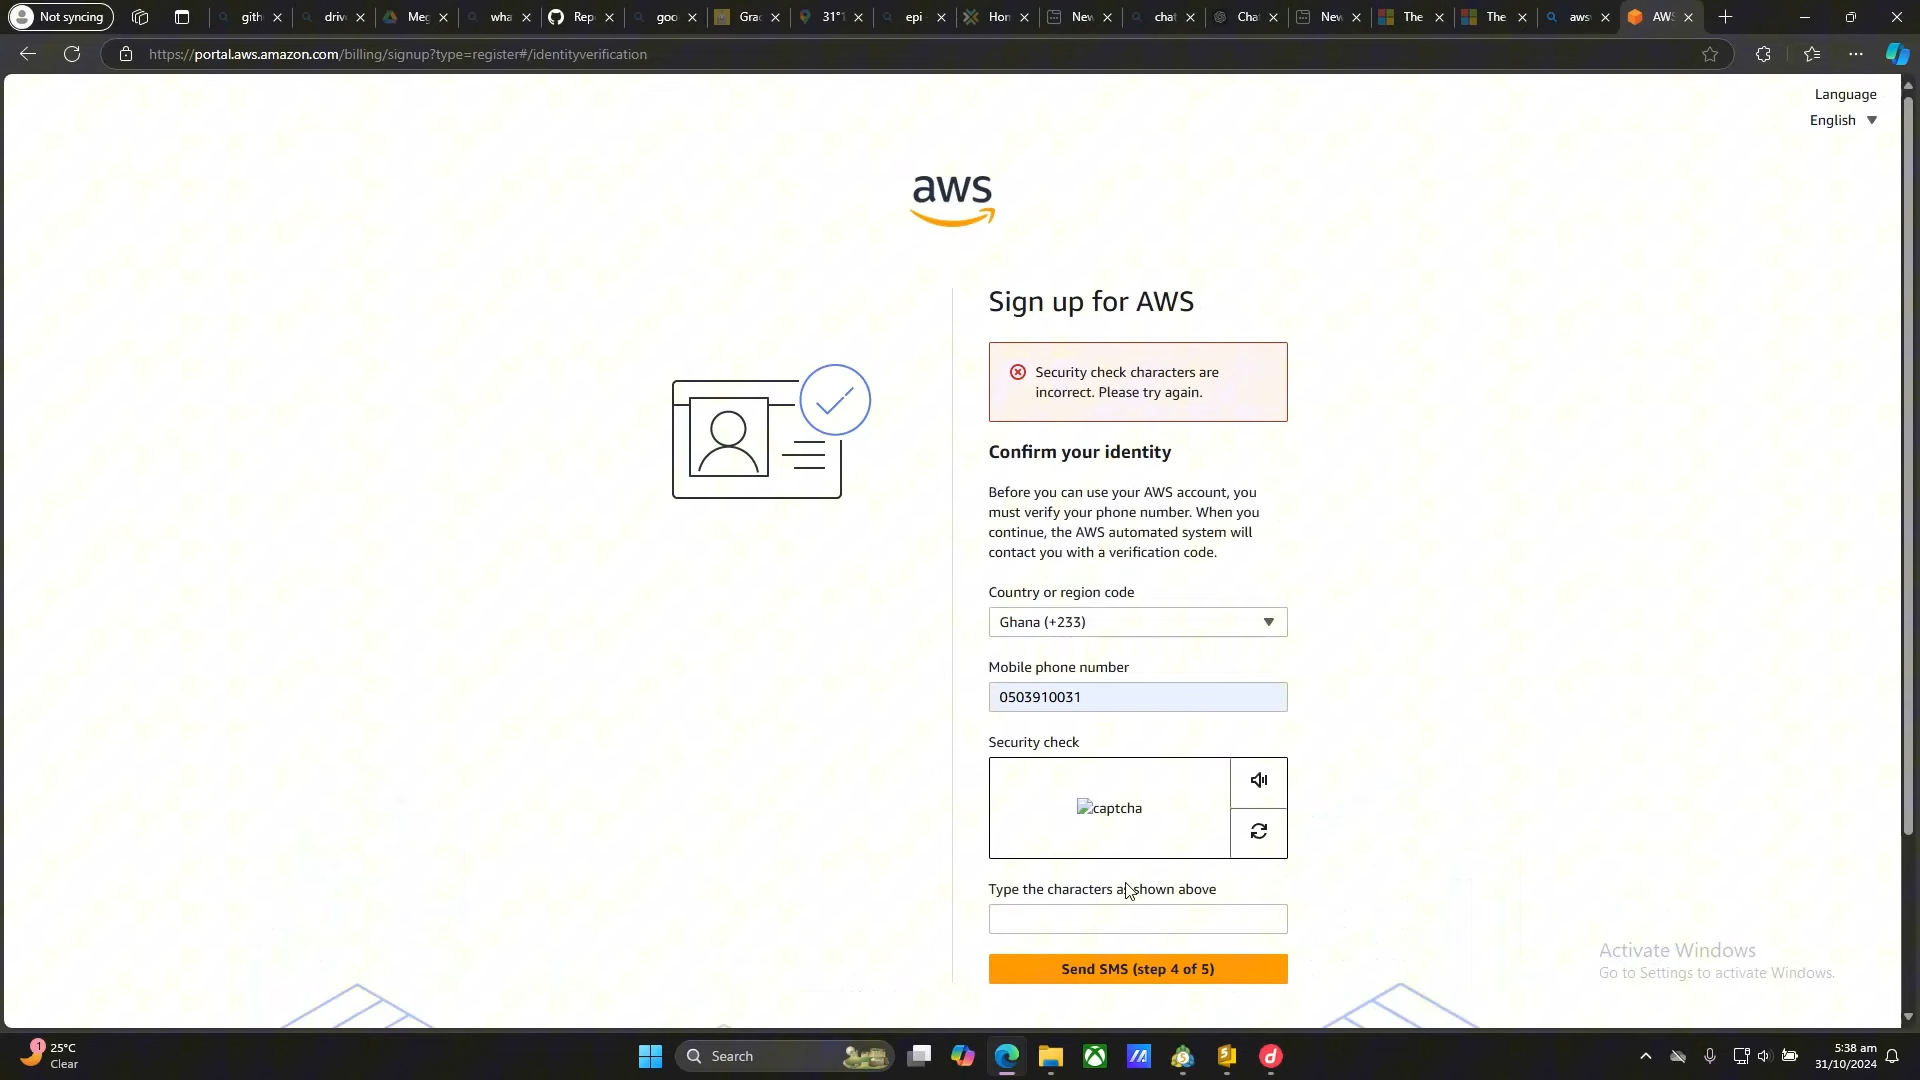 Not syncing
gith
driv
Meg
wha
Rep
goo
Grac
31°1
epi
Hon
New
chat
Cha
New
The
The
aws
AWS
https://portal.aws.amazon.com/billing/signup?type=register#/identityverification
Language
English
aws
Sign up for AWS
Security check characters are
incorrect. Please try again.
Confirm your identity
Before you can use your AWS account, you
must verify your phone number. When you
continue, the AWS automated system will
contact you with a verification code.
Country or region code
Ghana (+233)
Mobile phone number
0503910031
Security check
captcha
Type the characters as shown above
Send SMS (step 4 of 5)
Activate Windows
Go to Settings to activate Windows.
1
25°C
Clear
Search
5:38 am
31/10/2024